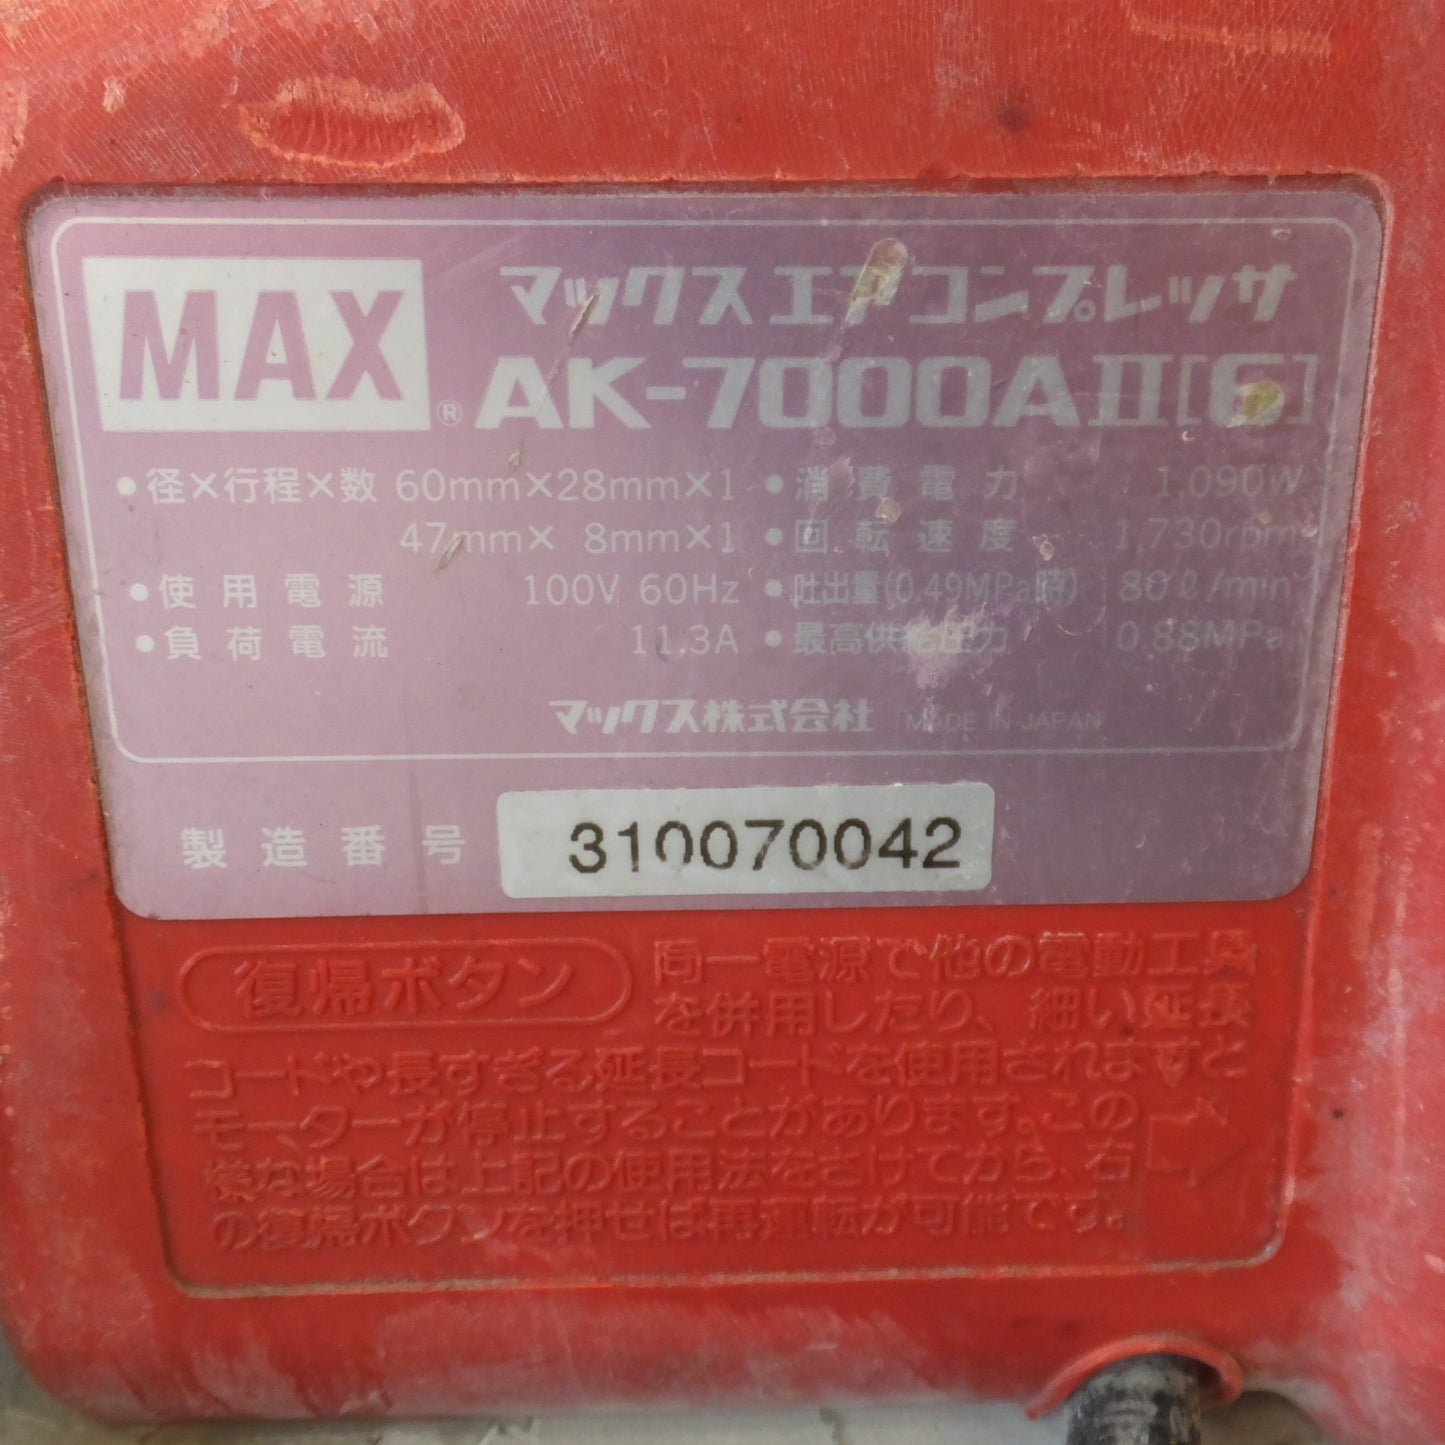 MAX®
マックスエアコンプレッサ
AK-7000AⅡ[6]
•径×行程×数 60mm×28mm×1
47mm× 8mm×1
•使用電源 100V 60Hz
•負荷電流 11.3A
•消費電力 1,090W
•回転速度 1,730rpm
•吐出量(0.49MPa時) 80ℓ/min
•最高供給圧力 0.88MPa
マックス株式会社 MADE IN JAPAN
製造番号 310070042
復帰ボタン
同一電源で他の電動工具
を併用したり、細い延長
コードや長すぎる延長コードを使用されますと
モーターが停止することがあります。この
様な場合は上記の使用法をさけてから、右
の復帰ボタンを押せば再運転が可能です。